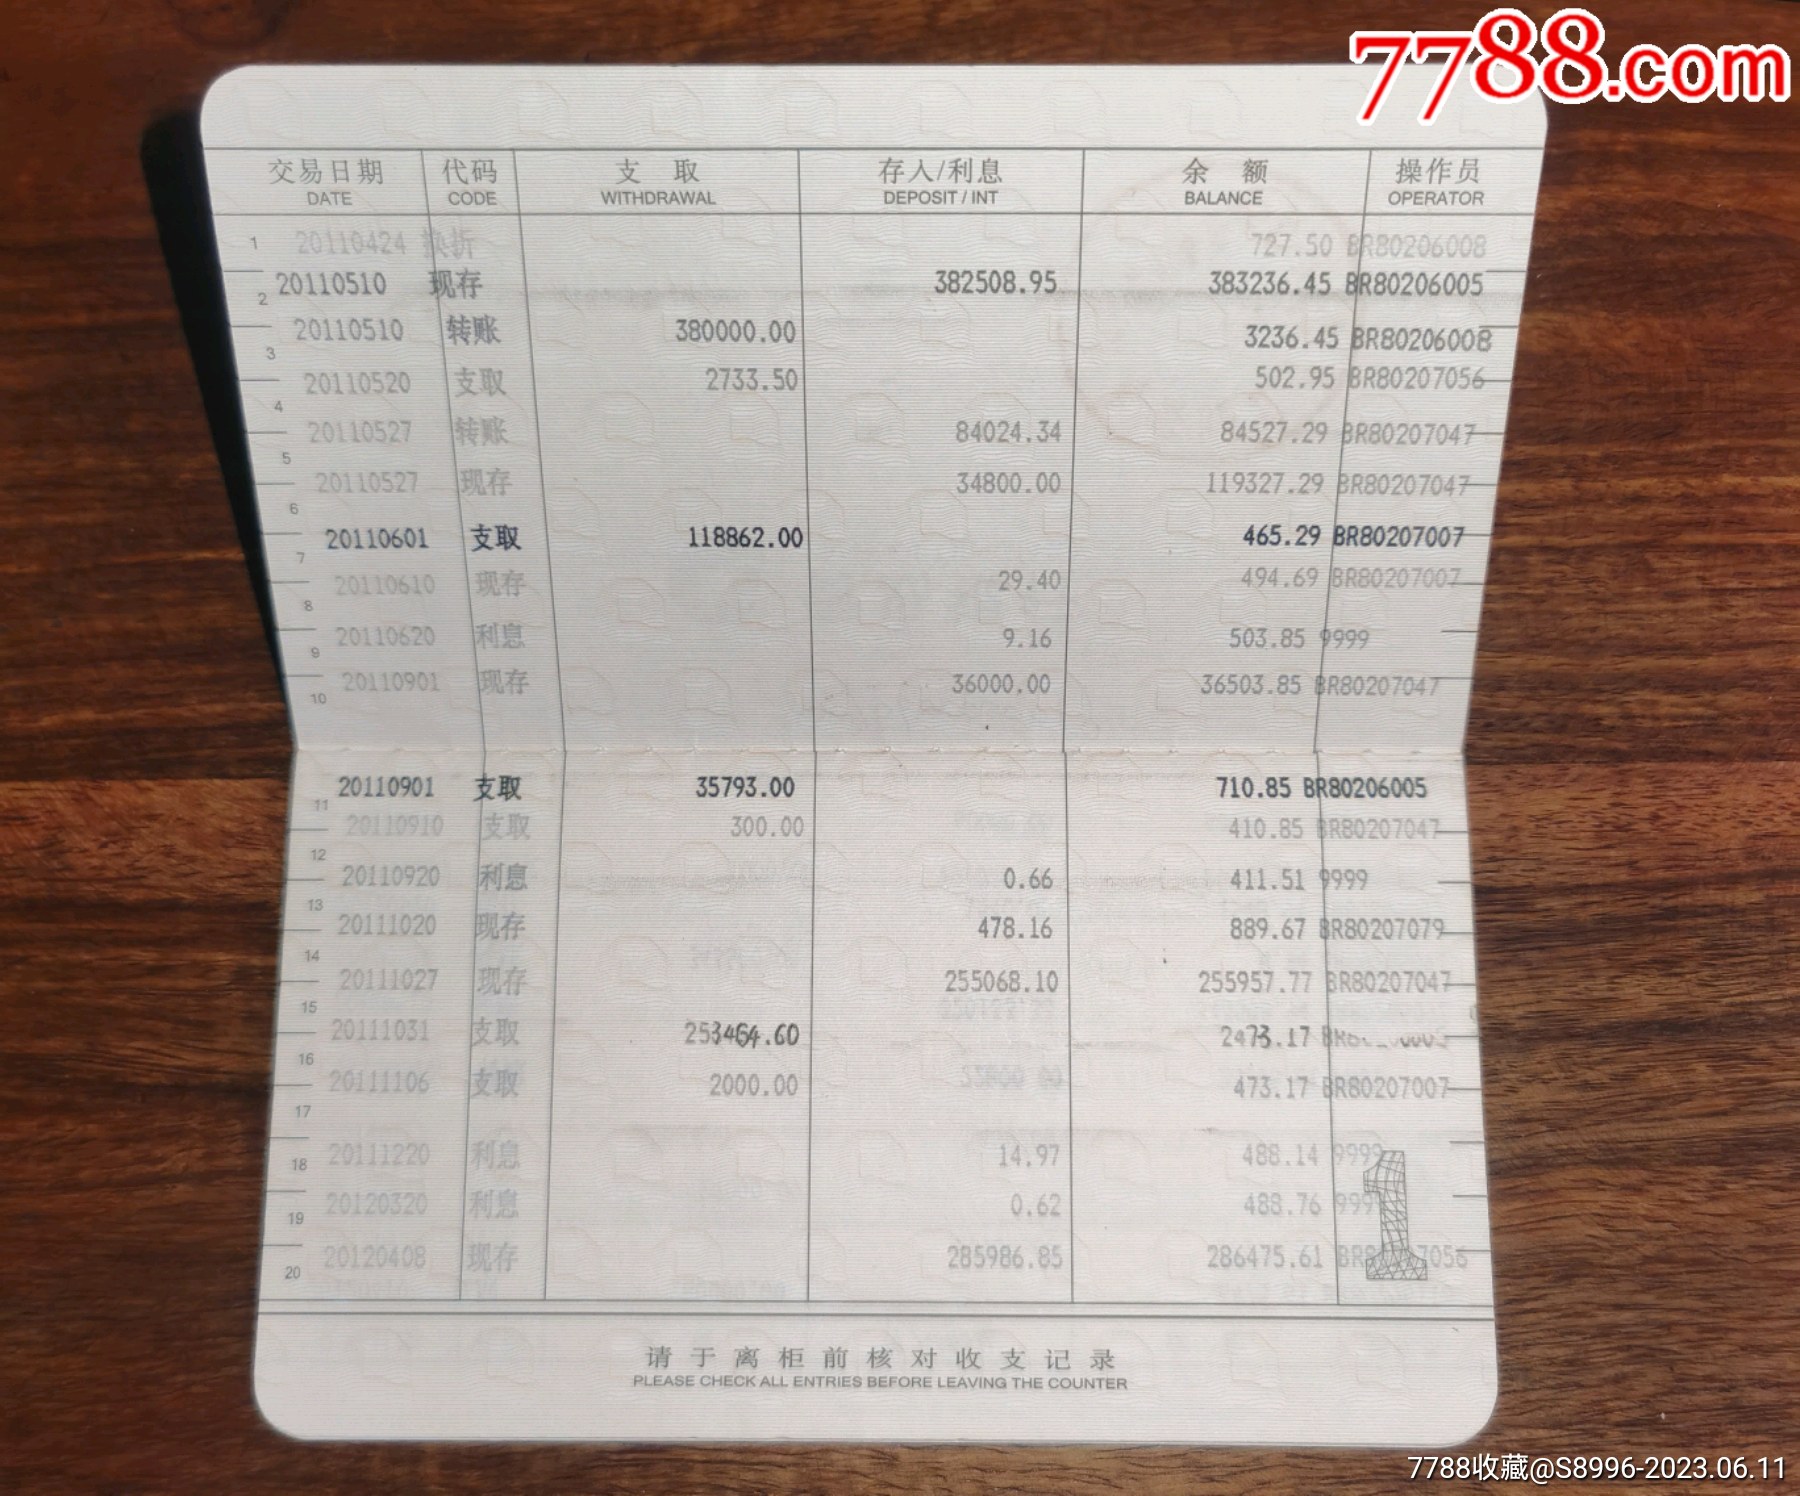 7788.com
交易日期 代码 支 取 存入/利息 余 额 操作员
DATE CODE WITHDRAWAL DEPOSIT / INT BALANCE OPERATOR
1 20110424 换折 727.50 BR80206008
2 20110510 现存 382508.95 383236.45 BR80206005
3 20110510 转账 380000.00 3236.45 BR80206008
4 20110520 支取 2733.50 502.95 BR80207056
5 20110527 转账 84024.34 84527.29 BR80207047
6 20110527 现存 34800.00 119327.29 BR80207047
7 20110601 支取 118862.00 465.29 BR80207007
8 20110610 现存 29.40 494.69 BR80207007
9 20110620 利息 9.16 503.85 9999
10 20110901 现存 36000.00 36503.85 BR80207047
11 20110901 支取 35793.00 710.85 BR80206005
12 20110910 支取 300.00 410.85 BR80207047
13 20110920 利息 0.66 411.51 9999
14 20111020 现存 478.16 889.67 BR80207079
15 20111027 现存 255068.10 255957.77 BR80207047
16 20111031 支取 253464.60 2473.17
17 20111106 支取 2000.00 473.17 BR80207007
18 20111220 利息 14.97 488.14 9999
19 20120320 利息 0.62 488.76 999
20 20120408 现存 285986.85 286475.61
1
请于离柜前核对收支记录
PLEASE CHECK ALL ENTRIES BEFORE LEAVING THE COUNTER
7788收藏@S8996-2023.06.11